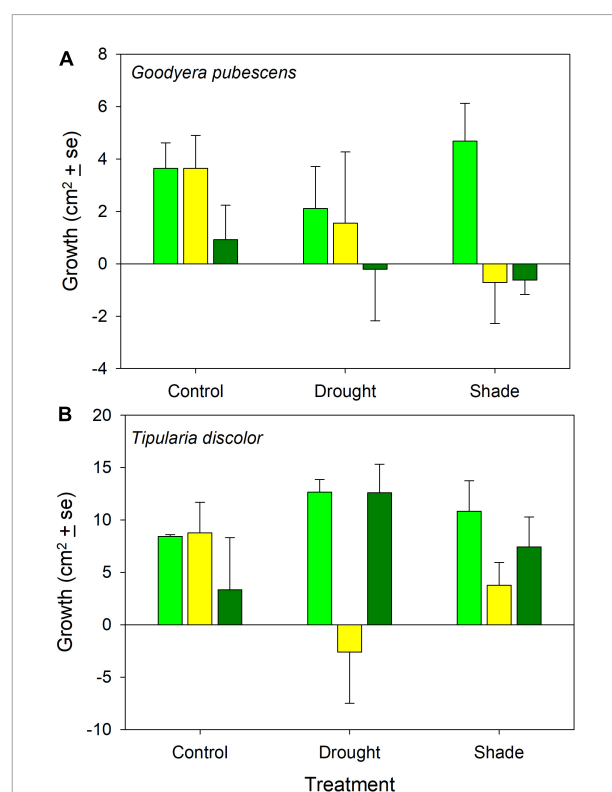 A
Goodyera pubescens
Growth (cm² ± se)
8
6
4
2
0
-2
-4
Control Drought Shade
B
Tipularia discolor
Growth (cm² ± se)
20
15
10
5
0
-5
-10
Control Drought Shade
Treatment